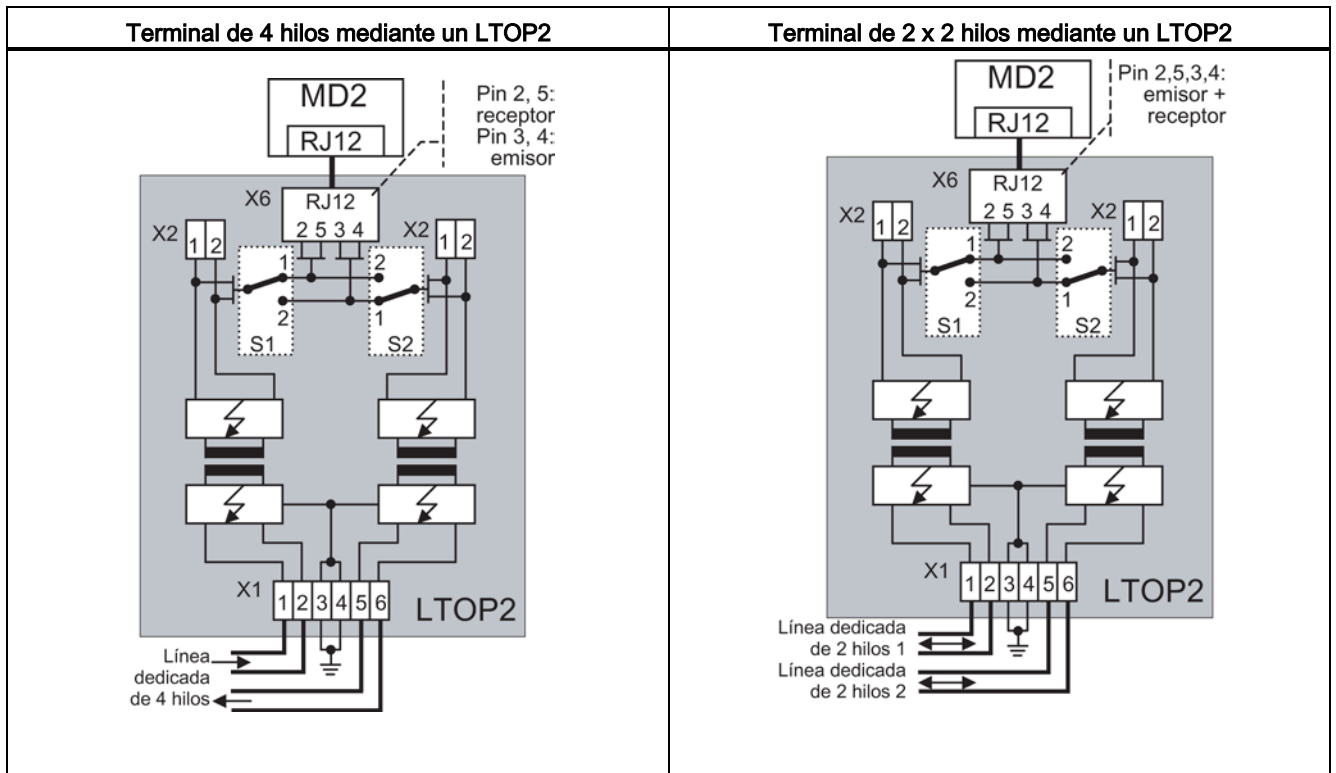 Terminal de 4 hilos mediante un LTOP2
MD2
RJ12
Pin 2, 5:
receptor
Pin 3, 4:
emisor
X6
RJ12
2 5 3 4
X2
1 2
X2
1 2
1
2
S1
2
1
S2
X1
1 2 3 4 5 6
LTOP2
Línea
dedicada
de 4 hilos
Terminal de 2 x 2 hilos mediante un LTOP2
MD2
RJ12
Pin 2,5,3,4:
emisor +
receptor
X6
RJ12
2 5 3 4
X2
1 2
X2
1 2
1
2
S1
2
1
S2
X1
1 2 3 4 5 6
LTOP2
Línea dedicada
de 2 hilos 1
Línea dedicada
de 2 hilos 2